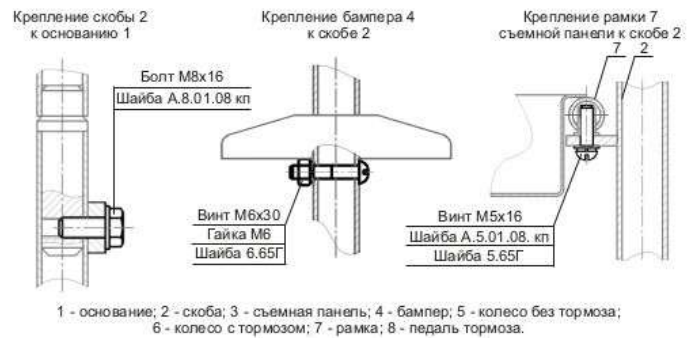 Крепление скобы 2
к основанию 1
Болт М8х16
Шайба А.8.01.08 кп
Крепление бампера 4
к скобе 2
Винт М6х30
Гайка М6
Шайба 6.65Г
Крепление рамки 7
съемной панели к скобе 2
7 2
Винт М5х16
Шайба А.5.01.08. кп
Шайба 5.65Г
1 - основание; 2 - скоба; 3 - съемная панель; 4 - бампер; 5 - колесо без тормоза;
6 - колесо с тормозом; 7 - рамка; 8 - педаль тормоза.